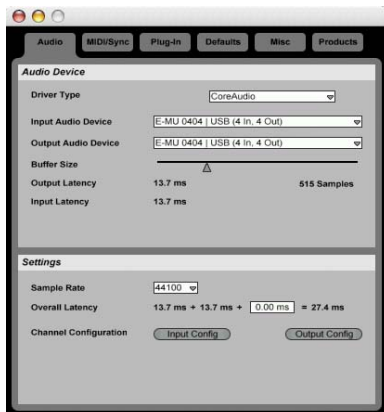 Audio MIDI/Sync Plug-In Defaults Misc Products
Audio Device
Driver Type CoreAudio
Input Audio Device E-MU 0404 | USB (4 In, 4 Out)
Output Audio Device E-MU 0404 | USB (4 In, 4 Out)
Buffer Size
Output Latency 13.7 ms 515 Samples
Input Latency 13.7 ms
Settings
Sample Rate 44100
Overall Latency 13.7 ms + 13.7 ms + 0.00 ms = 27.4 ms
Channel Configuration Input Config Output Config